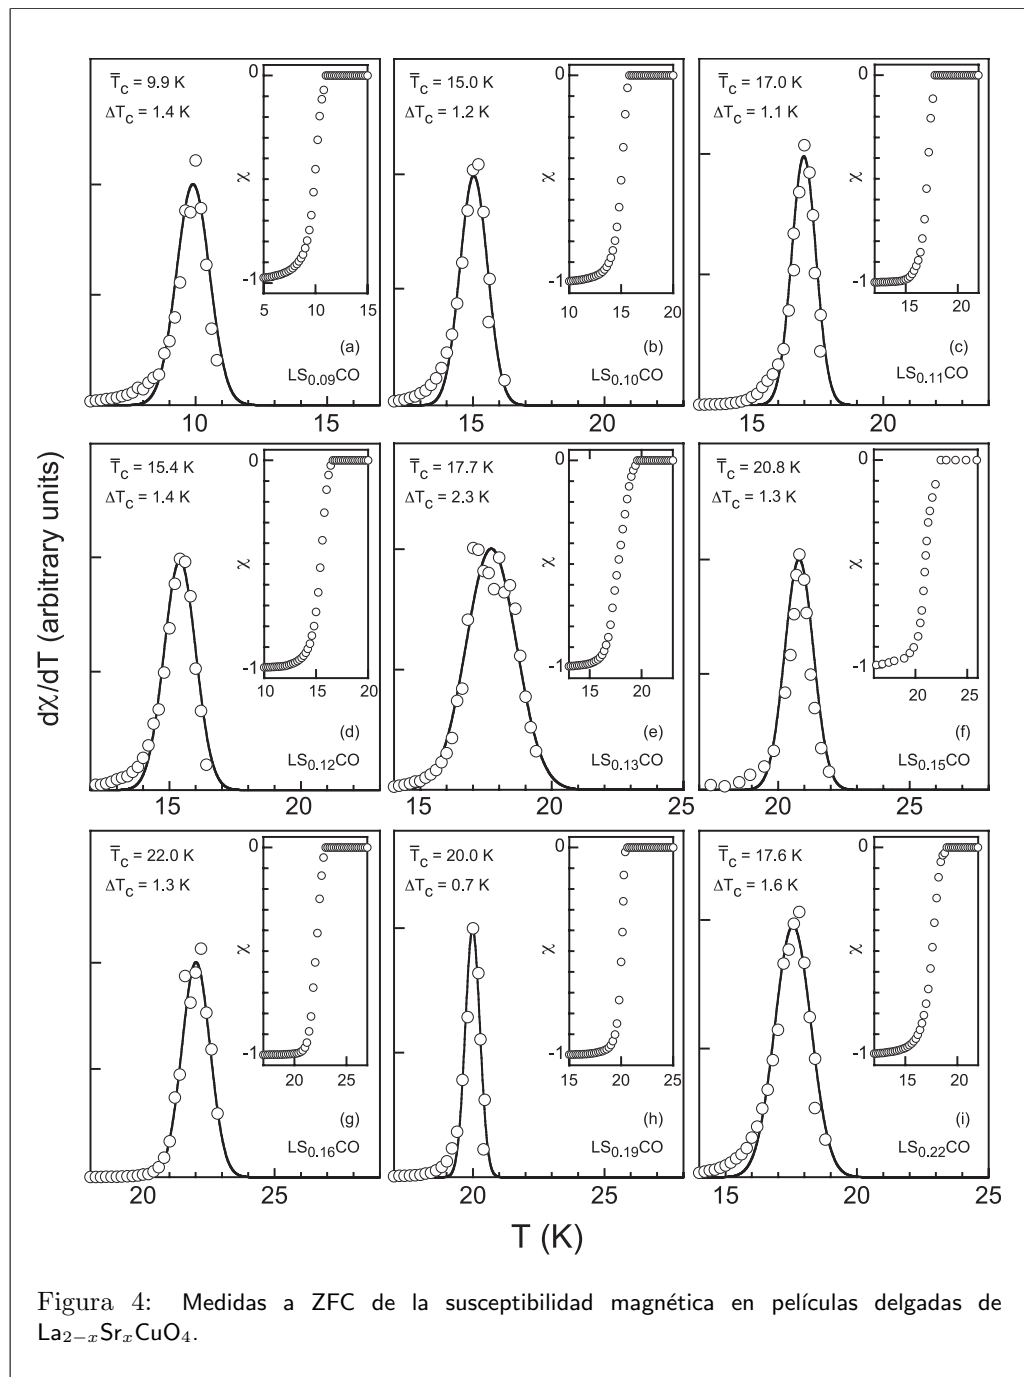 T̅c = 9.9 K
ΔTc = 1.4 K
0
χ
-1
5 10 15
(a)
LS0.09CO
10 15
T̅c = 15.0 K
ΔTc = 1.2 K
0
χ
-1
10 15 20
(b)
LS0.10CO
15 20
T̅c = 17.0 K
ΔTc = 1.1 K
0
χ
-1
15 20
(c)
LS0.11CO
15 20
dχ/dT (arbitrary units)
T̅c = 15.4 K
ΔTc = 1.4 K
0
χ
-1
10 15 20
(d)
LS0.12CO
15 20
T̅c = 17.7 K
ΔTc = 2.3 K
0
χ
-1
15 20
(e)
LS0.13CO
15 20 25
T̅c = 20.8 K
ΔTc = 1.3 K
0
χ
-1
20 25
(f)
LS0.15CO
20 25
T̅c = 22.0 K
ΔTc = 1.3 K
0
χ
-1
20 25
(g)
LS0.16CO
20 25
T̅c = 20.0 K
ΔTc = 0.7 K
0
χ
-1
15 20 25
(h)
LS0.19CO
20 25
T̅c = 17.6 K
ΔTc = 1.6 K
0
χ
-1
15 20
(i)
LS0.22CO
15 20 25
T (K)
Figura 4: Medidas a ZFC de la susceptibilidad magnética en películas delgadas de
La2−xSrxCuO4.